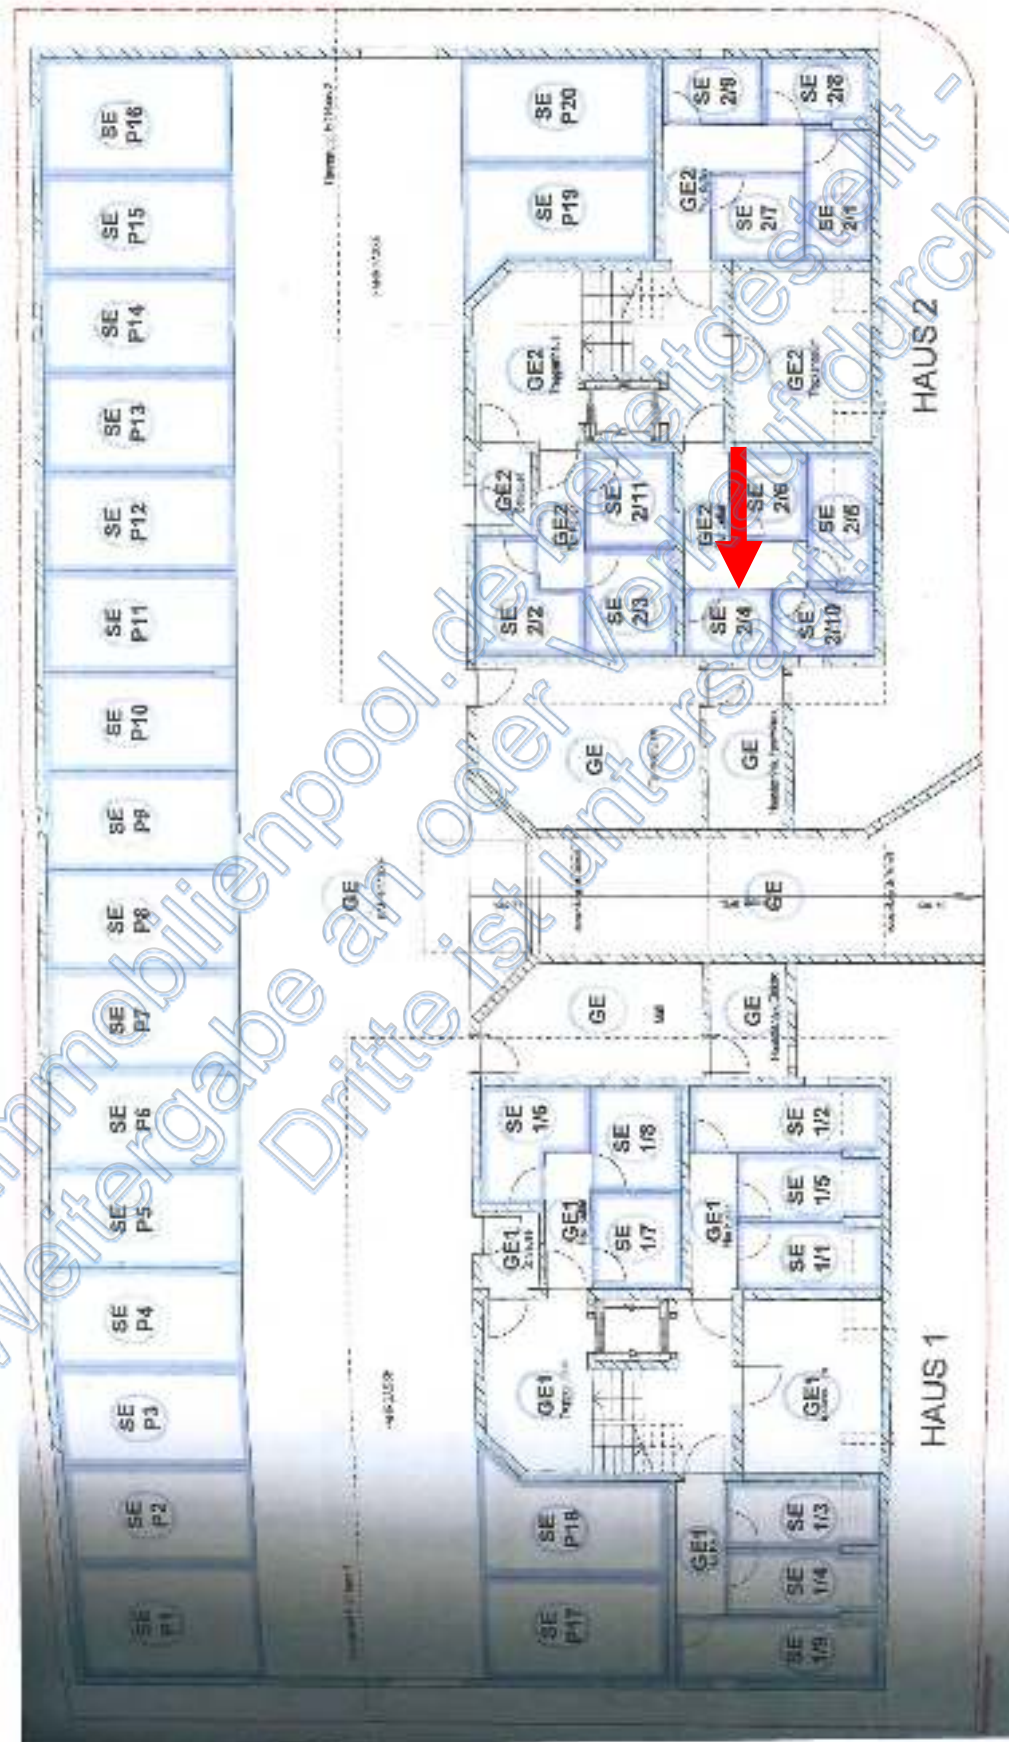 SE
P16
SE
P15
SE
P14
SE
P13
SE
P12
SE
P11
SE
P10
SE
P9
SE
P8
SE
P7
SE
P6
SE
P5
SE
P4
SE
P3
SE
P2
SE
P1
SE
P20
SE
P19
SE
2/9
SE
2/8
GE2
SE
2/7
SE
2/1
GE2
GE2
GE2
GE2
SE
2/11
GE2
SE
2/6
SE
SE
2/2
SE
2/3
SE
2/4
SE
2/10
HAUS 2
GE
GE
GE
GE
GE
GE
SE
1/6
SE
1/8
SE
1/2
GE1
GE1
SE
1/7
GE1
SE
1/5
SE
1/1
GE1
GE1
HAUS 1
SE
P18
SE
P17
GE1
SE
1/3
SE
1/4
SE
1/9
immobilienpool.de bereitgestellt -
Weitergabe an oder Verkauf durch
Dritte ist untersagt!